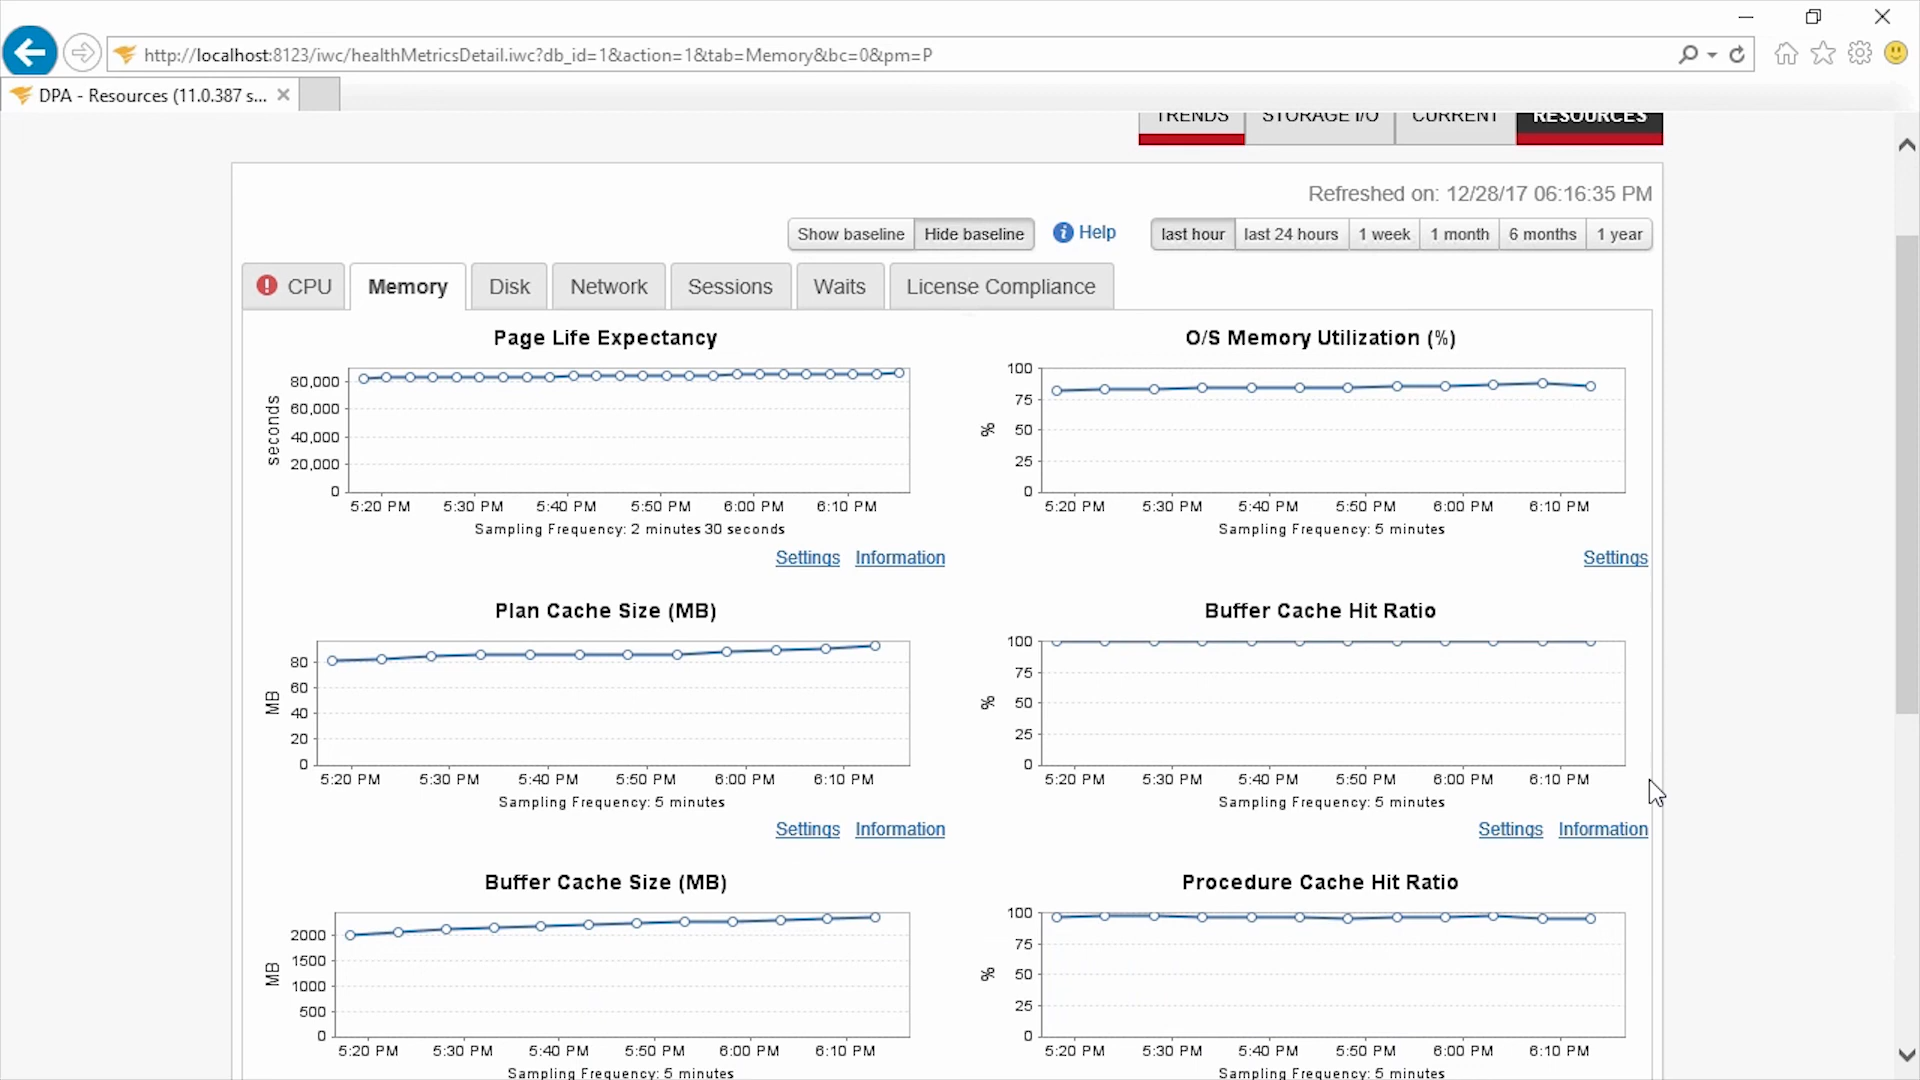 http://localhost:8123/iwc/healthMetricsDetail.iwc?db_id=1&action=1&tab=Memory&bc=0&pm=P
DPA - Resources (11.0.387 s...
TRENDS STORAGE I/O CURRENT RESOURCES
Refreshed on: 12/28/17 06:16:35 PM
Show baseline Hide baseline Help last hour last 24 hours 1 week 1 month 6 months 1 year
CPU Memory Disk Network Sessions Waits License Compliance
Page Life Expectancy
seconds
80,000
60,000
40,000
20,000
0
5:20 PM 5:30 PM 5:40 PM 5:50 PM 6:00 PM 6:10 PM
Sampling Frequency: 2 minutes 30 seconds
Settings Information
O/S Memory Utilization (%)
%
100
75
50
25
0
5:20 PM 5:30 PM 5:40 PM 5:50 PM 6:00 PM 6:10 PM
Sampling Frequency: 5 minutes
Settings
Plan Cache Size (MB)
MB
80
60
40
20
0
5:20 PM 5:30 PM 5:40 PM 5:50 PM 6:00 PM 6:10 PM
Sampling Frequency: 5 minutes
Settings Information
Buffer Cache Hit Ratio
%
100
75
50
25
0
5:20 PM 5:30 PM 5:40 PM 5:50 PM 6:00 PM 6:10 PM
Sampling Frequency: 5 minutes
Settings Information
Buffer Cache Size (MB)
MB
2000
1500
1000
500
0
5:20 PM 5:30 PM 5:40 PM 5:50 PM 6:00 PM 6:10 PM
Sampling Frequency: 5 minutes
Procedure Cache Hit Ratio
%
100
75
50
25
0
5:20 PM 5:30 PM 5:40 PM 5:50 PM 6:00 PM 6:10 PM
Sampling Frequency: 5 minutes